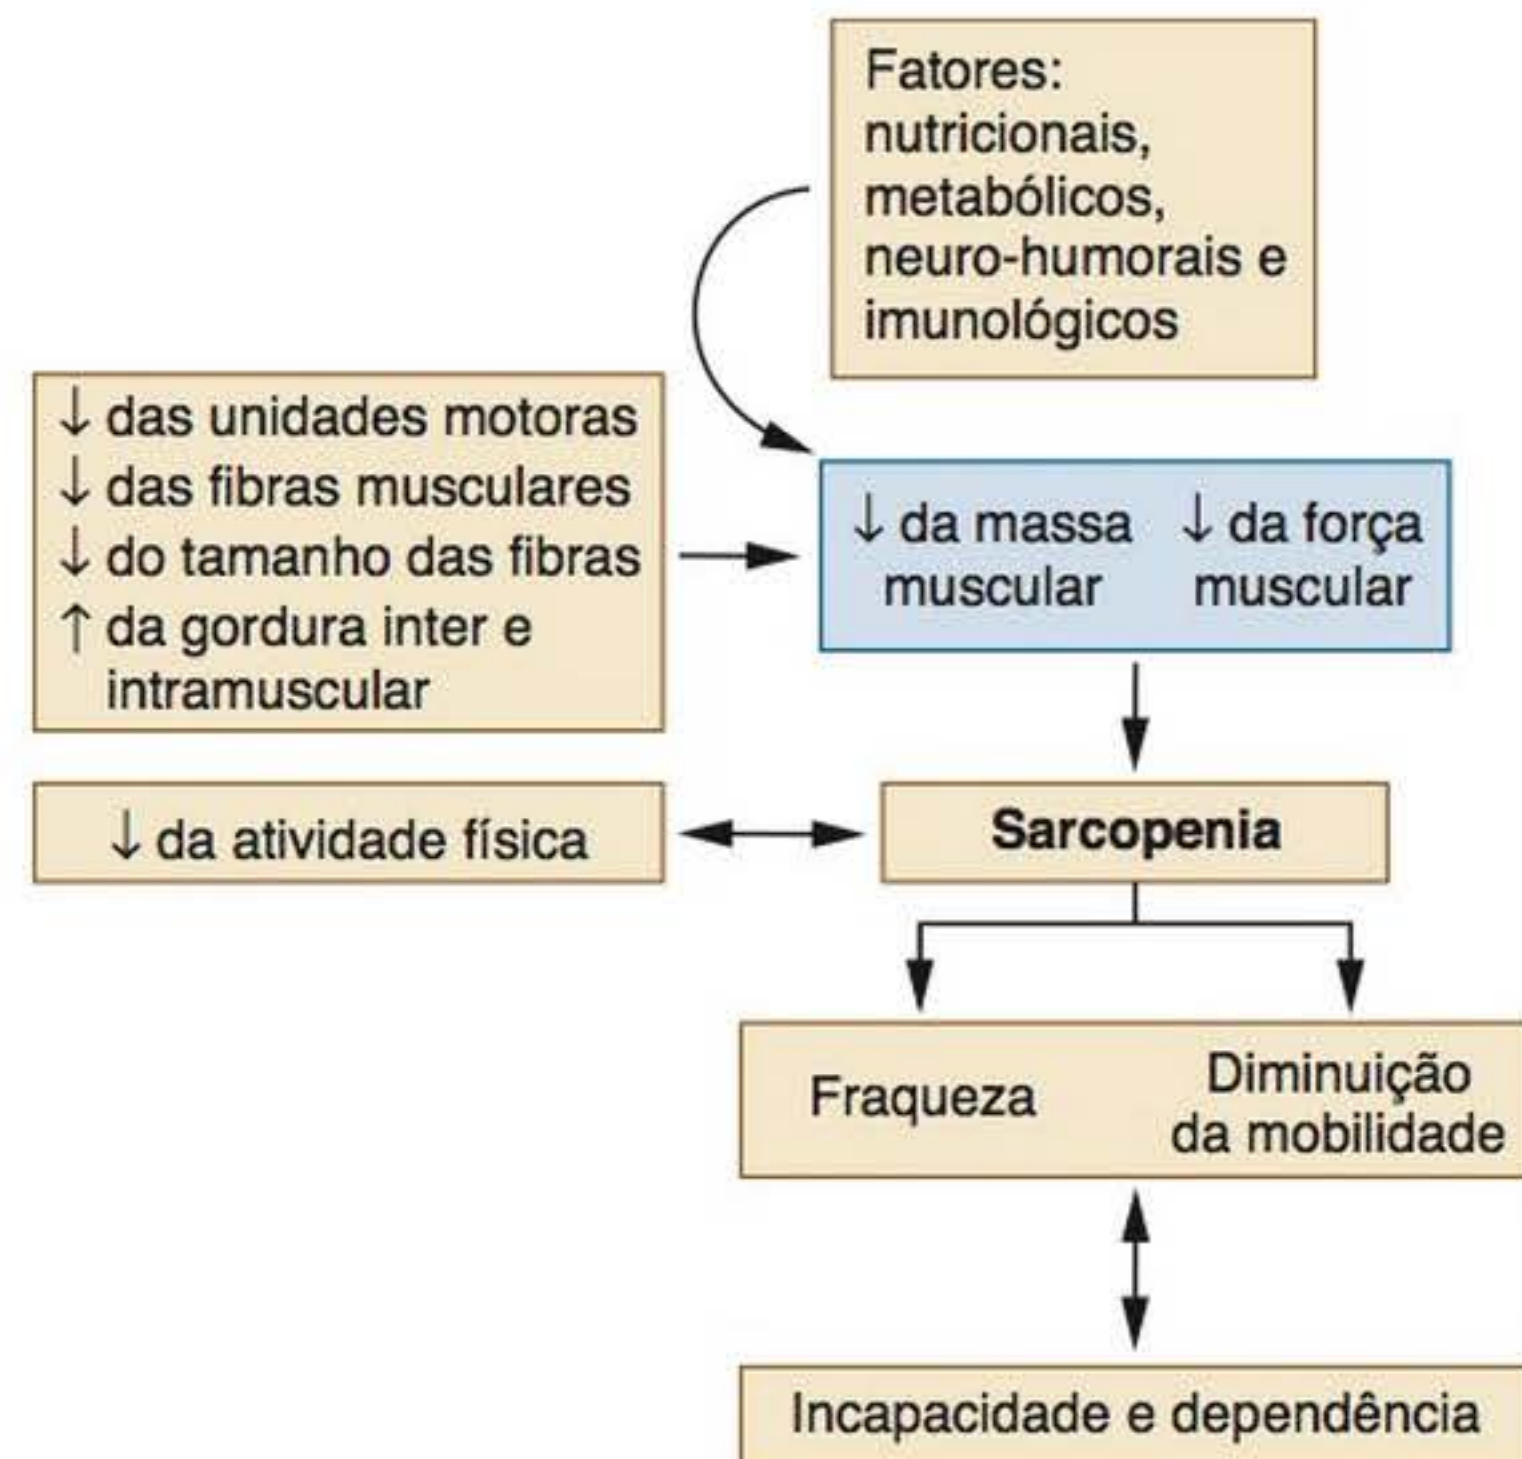 Fatores:
nutricionais,
metabólicos,
neuro-humorais e
imunológicos
↓ das unidades motoras
↓ das fibras musculares
↓ do tamanho das fibras
↑ da gordura inter e
intramuscular
↓ da massa
muscular
↓ da força
muscular
↓ da atividade física
Sarcopenia
Fraqueza
Diminuição
da mobilidade
Incapacidade e dependência